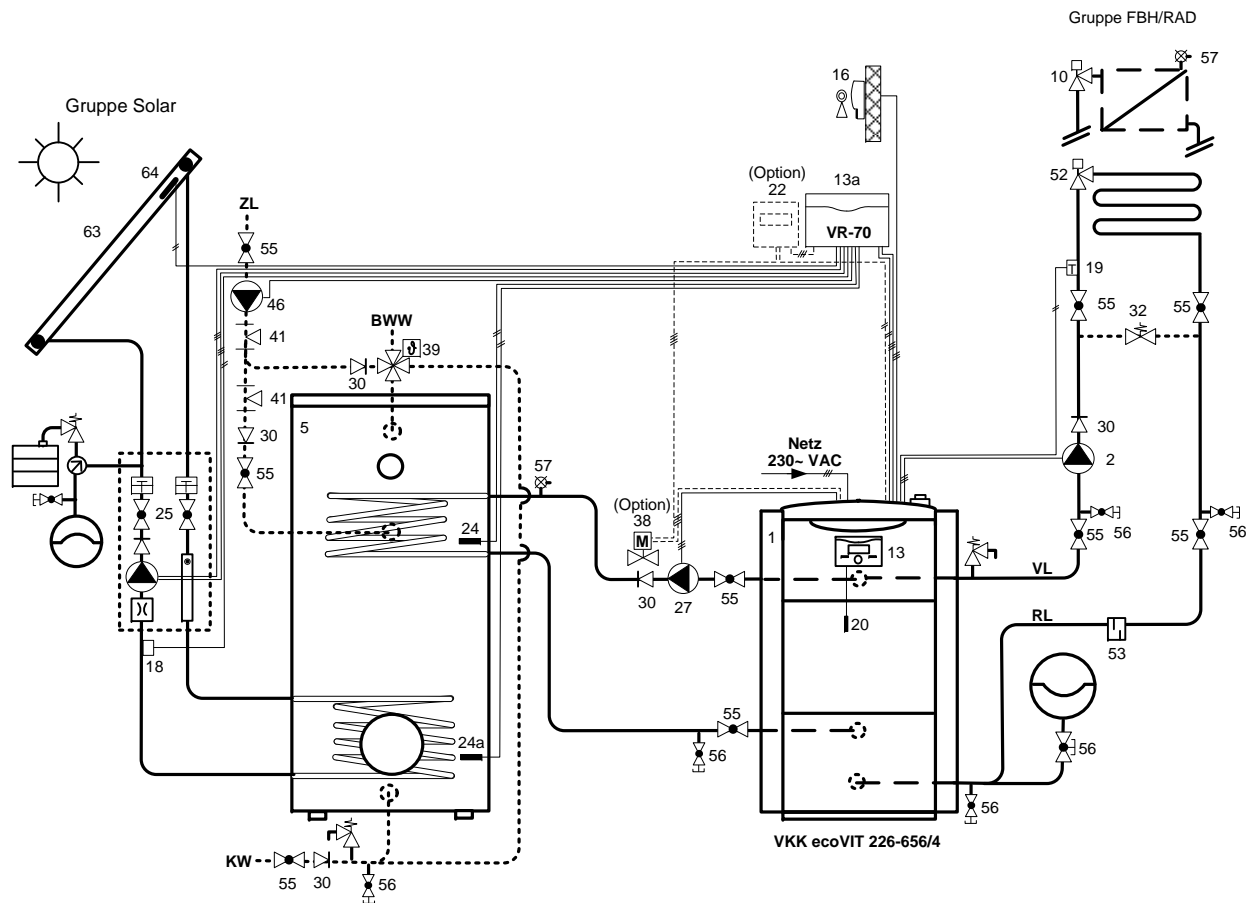 Gruppe FBH/RAD
57
10
16
Gruppe Solar
64
(Option)
22
13a
VR-70
52
ZL
63
55
19
46
55
32
55
BWW
41
39
30
41
5
30
30
2
Netz
230~ VAC
55
57
(Option)
38
M
25
24
1
13
55
56
55
56
VL
30
27
55
20
RL
53
18
55
24a
56
56
56
VKK ecoVIT 226-656/4
KW
55
30
56